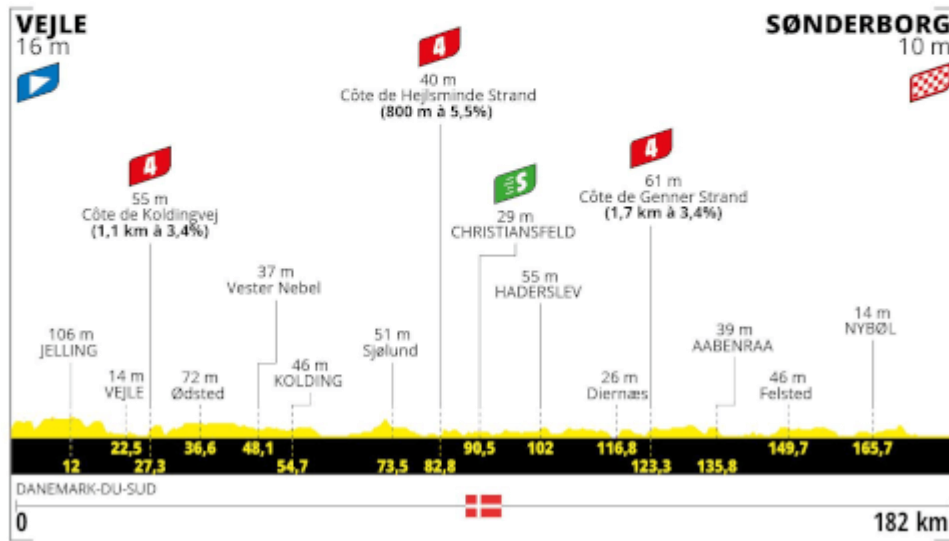 VEJLE
16 m
SØNDERBORG
10 m
4
40 m
Côte de Hejlsminde Strand
(800 m à 5,5%)
4
55 m
Côte de Koldingvej
(1,1 km à 3,4%)
4
61 m
Côte de Genner Strand
(1,7 km à 3,4%)
S
29 m
CHRISTIANSFELD
37 m
Vester Nebel
55 m
HADERSLEV
106 m
JELLING
14 m
VEJLE
72 m
Ødsted
46 m
KOLDING
51 m
Sjølund
26 m
Diernæs
39 m
AABENRAA
46 m
Felsted
14 m
NYBØL
22,5 36,6 48,1 90,5 102 116,8 149,7 165,7
12 27,3 54,7 73,5 82,8 123,3 135,8
DANEMARK-DU-SUD
0
182 km